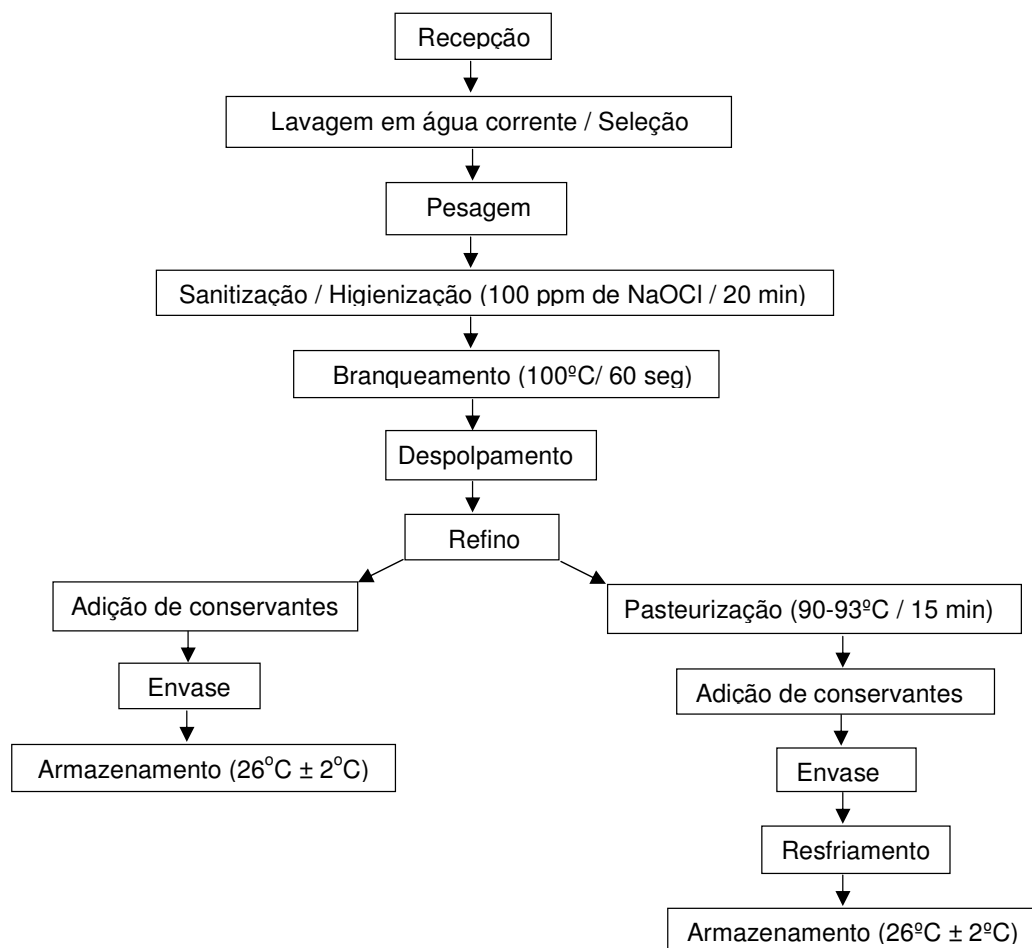 Recepção
Lavagem em água corrente / Seleção
Pesagem
Sanitização / Higienização (100 ppm de NaOCl / 20 min)
Branqueamento (100ºC/ 60 seg)
Despolpamento
Refino
Adição de conservantes
Envase
Armazenamento (26°C ± 2°C)
Pasteurização (90-93ºC / 15 min)
Adição de conservantes
Envase
Resfriamento
Armazenamento (26ºC ± 2ºC)